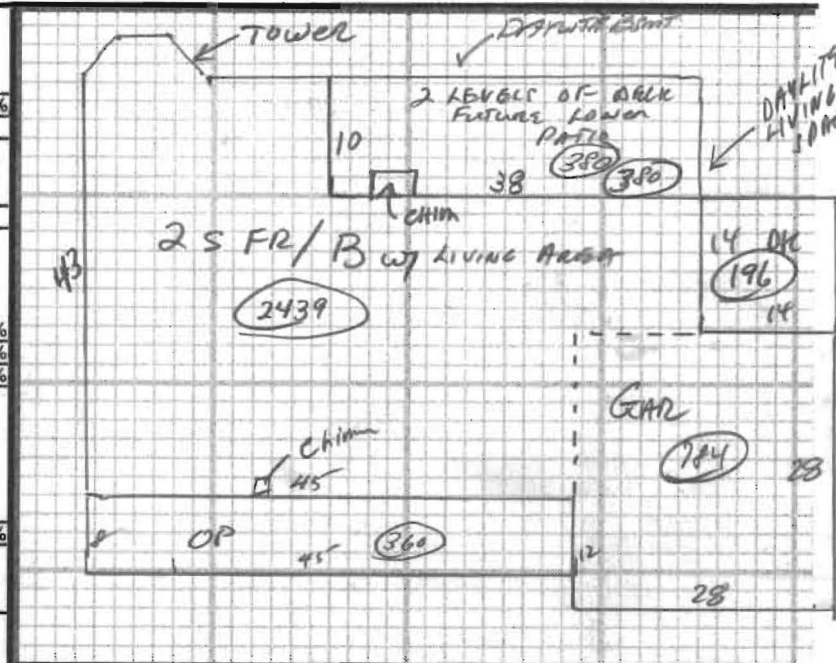 TOWER
DAYLITE BSMT
2 LEVELS OF DECK
FUTURE LOWER
PATIO
380
380
10
38
CHIM
DAYLITE
LIVING
14 DK
196
14
2 S FR/B w/ LIVING AREA
43
2439
GAR
784
28
Chim
45
8
OP
360
45
12
28